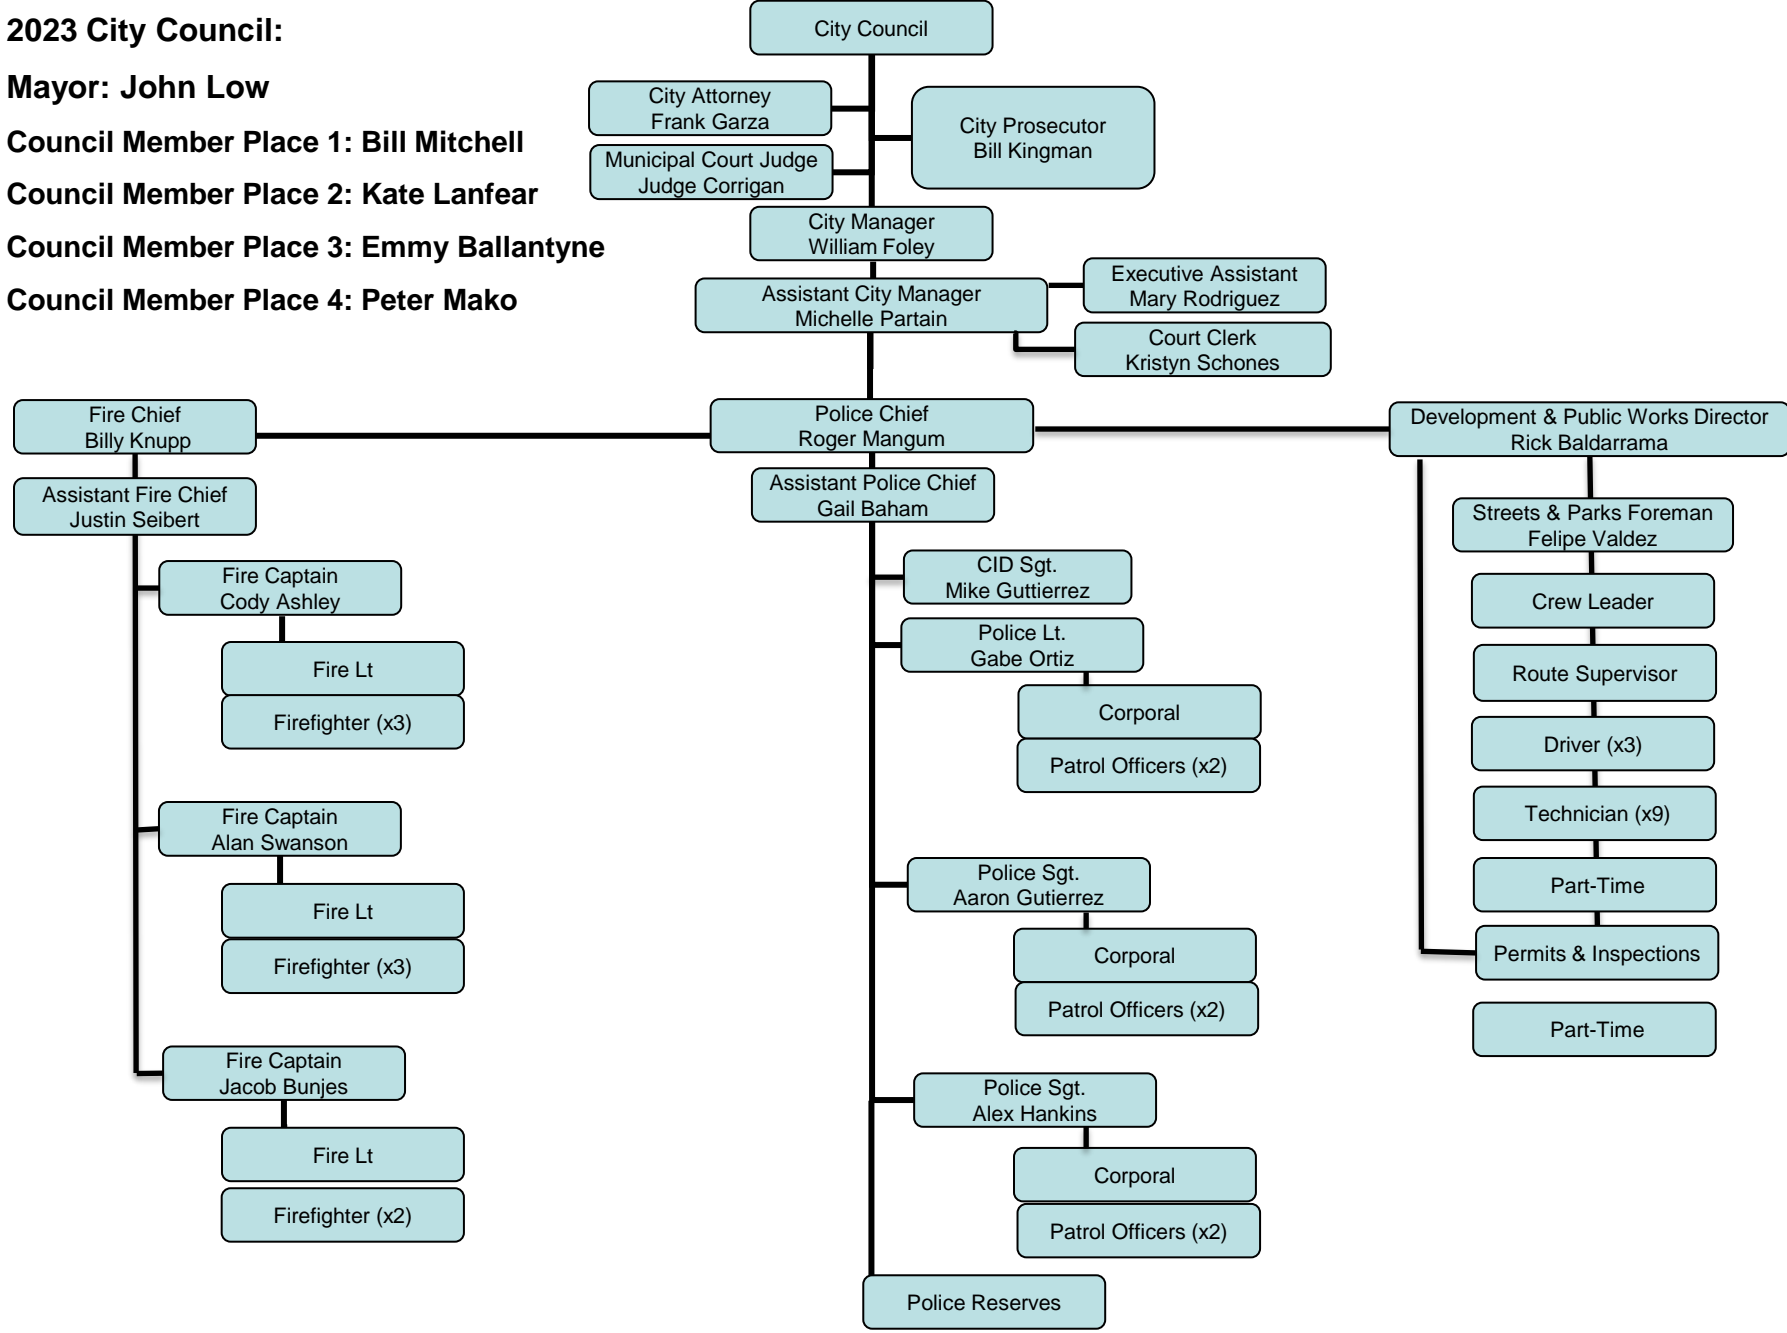 2023 City Council:
Mayor: John Low
Council Member Place 1: Bill Mitchell
Council Member Place 2: Kate Lanfear
Council Member Place 3: Emmy Ballantyne
Council Member Place 4: Peter Mako
City Council
City Attorney
Frank Garza
City Prosecutor
Bill Kingman
Municipal Court Judge
Judge Corrigan
City Manager
William Foley
Assistant City Manager
Michelle Partain
Executive Assistant
Mary Rodriguez
Court Clerk
Kristyn Schones
Fire Chief
Billy Knupp
Assistant Fire Chief
Justin Seibert
Fire Captain
Cody Ashley
Fire Lt
Firefighter (x3)
Fire Captain
Alan Swanson
Fire Lt
Firefighter (x3)
Fire Captain
Jacob Bunjes
Fire Lt
Firefighter (x2)
Police Chief
Roger Mangum
Assistant Police Chief
Gail Baham
CID Sgt.
Mike Guttierrez
Police Lt.
Gabe Ortiz
Corporal
Patrol Officers (x2)
Police Sgt.
Aaron Gutierrez
Corporal
Patrol Officers (x2)
Police Sgt.
Alex Hankins
Corporal
Patrol Officers (x2)
Police Reserves
Development & Public Works Director
Rick Baldarrama
Streets & Parks Foreman
Felipe Valdez
Crew Leader
Route Supervisor
Driver (x3)
Technician (x9)
Part-Time
Permits & Inspections
Part-Time